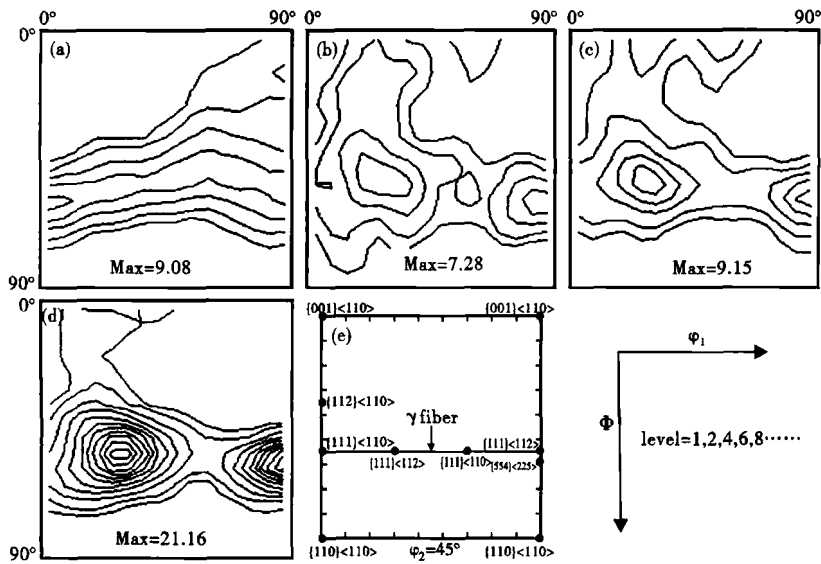 0° 90° 0° 90° 0° 90°
0°
(a) (b) (c)
Max=9.08 Max=7.28 Max=9.15
90°
0°
(d) {001}<110> {001}<110>
(e)
φ₁
{112}<110>
Φ
γ fiber
level=1,2,4,6,8······
{111}<110> {111}<112>
{111}<112> {111}<110> {554}<225>
Max=21.16
90°
{110}<110> φ₂=45° {110}<110>